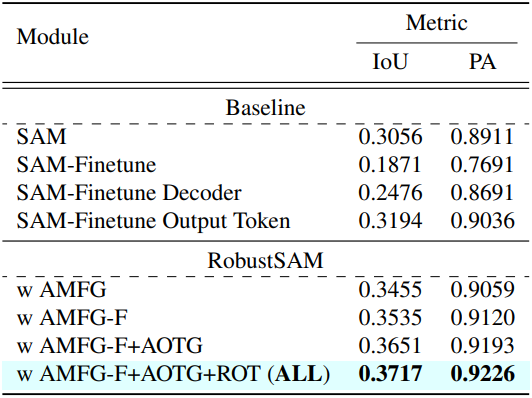 Module Metric
IoU PA
Baseline
SAM 0.3056 0.8911
SAM-Finetune 0.1871 0.7691
SAM-Finetune Decoder 0.2476 0.8691
SAM-Finetune Output Token 0.3194 0.9036
RobustSAM
w AMFG 0.3455 0.9059
w AMFG-F 0.3535 0.9120
w AMFG-F+AOTG 0.3651 0.9193
w AMFG-F+AOTG+ROT (ALL) 0.3717 0.9226